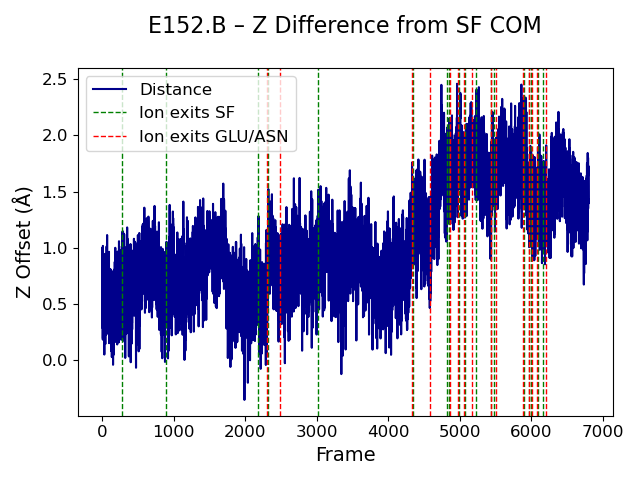 E152.B – Z Difference from SF COM
Distance
Ion exits SF
Ion exits GLU/ASN
Z Offset (Å)
2.5
2.0
1.5
1.0
0.5
0.0
0 1000 2000 3000 4000 5000 6000 7000
Frame